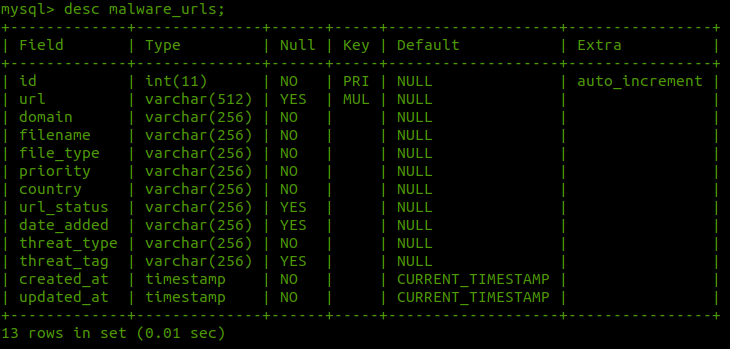 mysql> desc malware_urls;
+-------------+--------------+------+-----+-------------------+----------------+
| Field       | Type         | Null | Key | Default           | Extra          |
+-------------+--------------+------+-----+-------------------+----------------+
| id          | int(11)      | NO   | PRI | NULL              | auto_increment |
| url         | varchar(512) | YES  | MUL | NULL              |                |
| domain      | varchar(256) | NO   |     | NULL              |                |
| filename    | varchar(256) | NO   |     | NULL              |                |
| file_type   | varchar(256) | NO   |     | NULL              |                |
| priority    | varchar(256) | NO   |     | NULL              |                |
| country     | varchar(256) | NO   |     | NULL              |                |
| url_status  | varchar(256) | YES  |     | NULL              |                |
| date_added  | varchar(256) | YES  |     | NULL              |                |
| threat_type | varchar(256) | NO   |     | NULL              |                |
| threat_tag  | varchar(256) | YES  |     | NULL              |                |
| created_at  | timestamp    | NO   |     | CURRENT_TIMESTAMP |                |
| updated_at  | timestamp    | NO   |     | CURRENT_TIMESTAMP |                |
+-------------+--------------+------+-----+-------------------+----------------+
13 rows in set (0.01 sec)